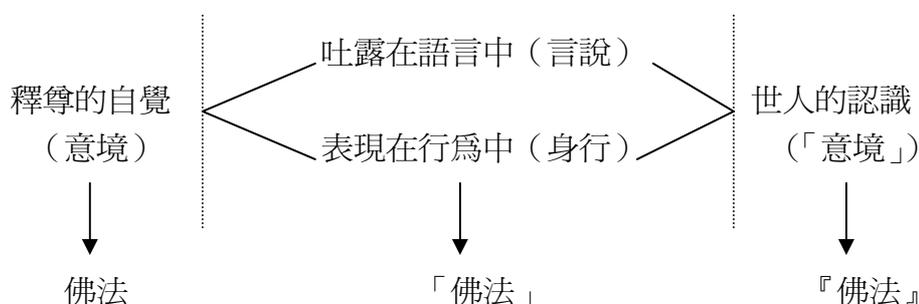 吐露在語言中（言說）
釋尊的自覺
（意境）
表現在行爲中（身行）
世人的認識
（「意境」）
佛法
「佛法」
『佛法』